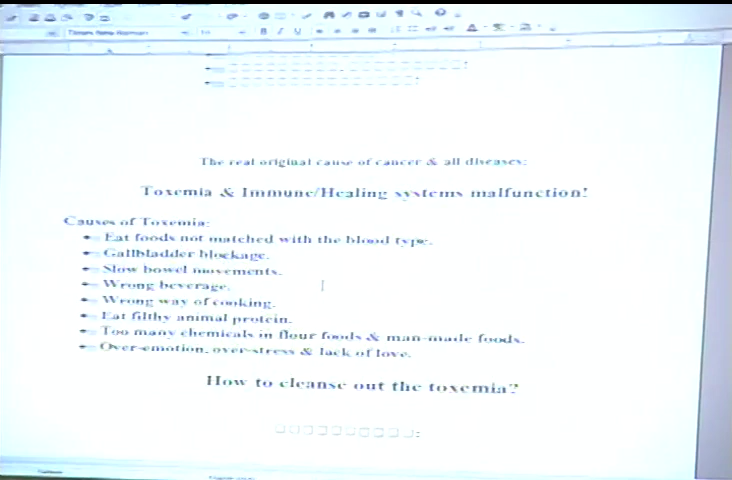 Times New Roman
The real original cause of cancer & all diseases:
Toxemia & Immune/Healing systems malfunction!
Causes of Toxemia:
Eat foods not matched with the blood type.
Gallbladder blockage.
Slow bowel movements.
Wrong beverage.
Wrong way of cooking.
Eat filthy animal protein.
Too many chemicals in flour foods & man-made foods.
Over-emotion, over-stress & lack of love.
How to cleanse out the toxemia?